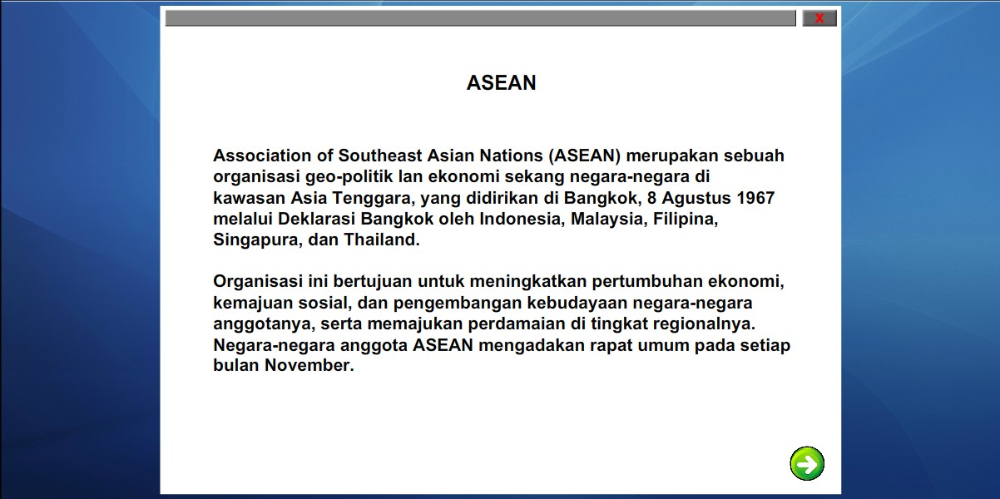 X
ASEAN
Association of Southeast Asian Nations (ASEAN) merupakan sebuah
organisasi geo-politik lan ekonomi sekang negara-negara di
kawasan Asia Tenggara, yang didirikan di Bangkok, 8 Agustus 1967
melalui Deklarasi Bangkok oleh Indonesia, Malaysia, Filipina,
Singapura, dan Thailand.
Organisasi ini bertujuan untuk meningkatkan pertumbuhan ekonomi,
kemajuan sosial, dan pengembangan kebudayaan negara-negara
anggotanya, serta memajukan perdamaian di tingkat regionalnya.
Negara-negara anggota ASEAN mengadakan rapat umum pada setiap
bulan November.